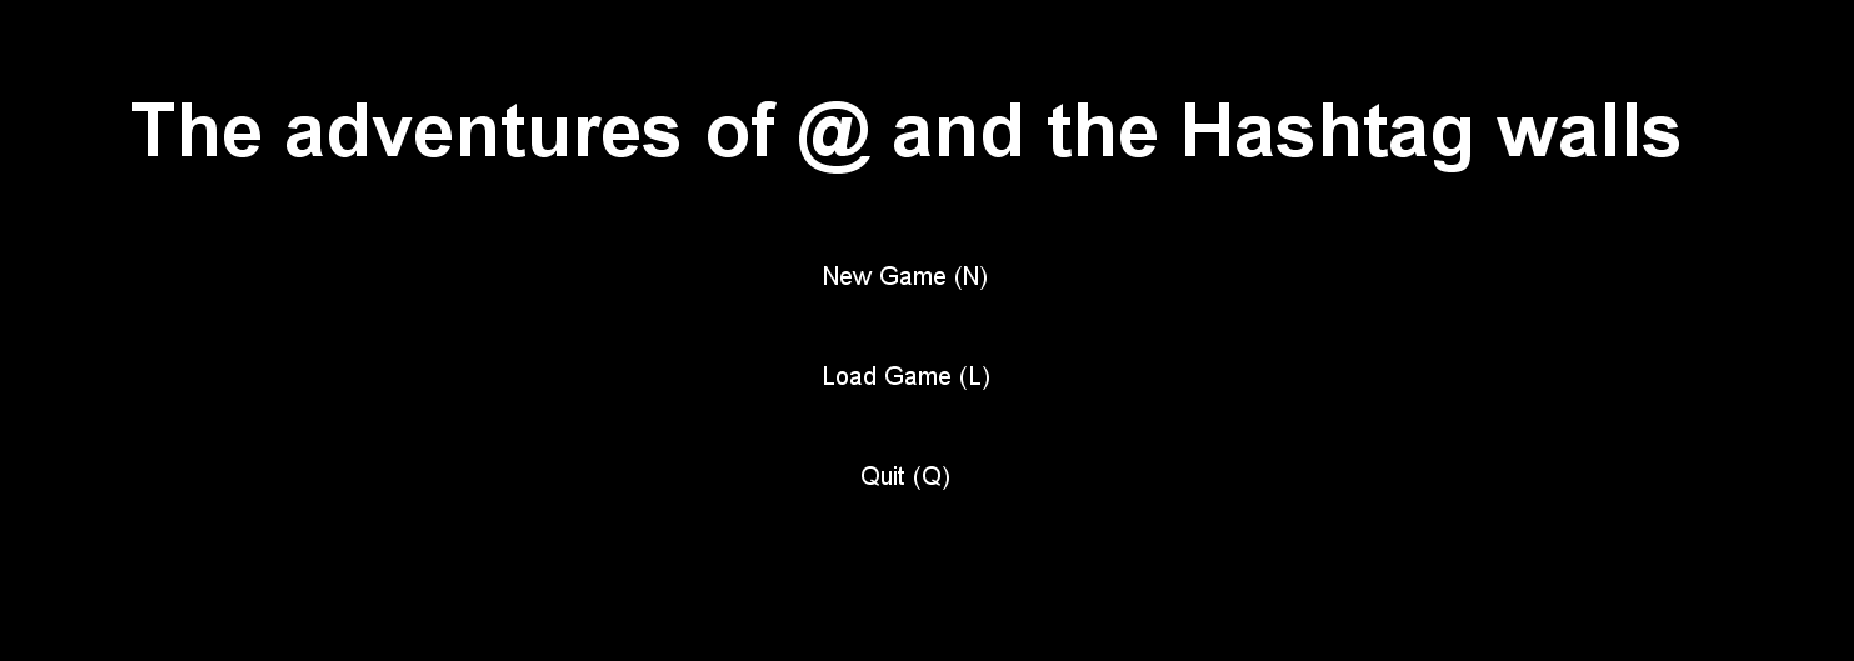 The adventures of @ and the Hashtag walls
New Game (N)
Load Game (L)
Quit (Q)